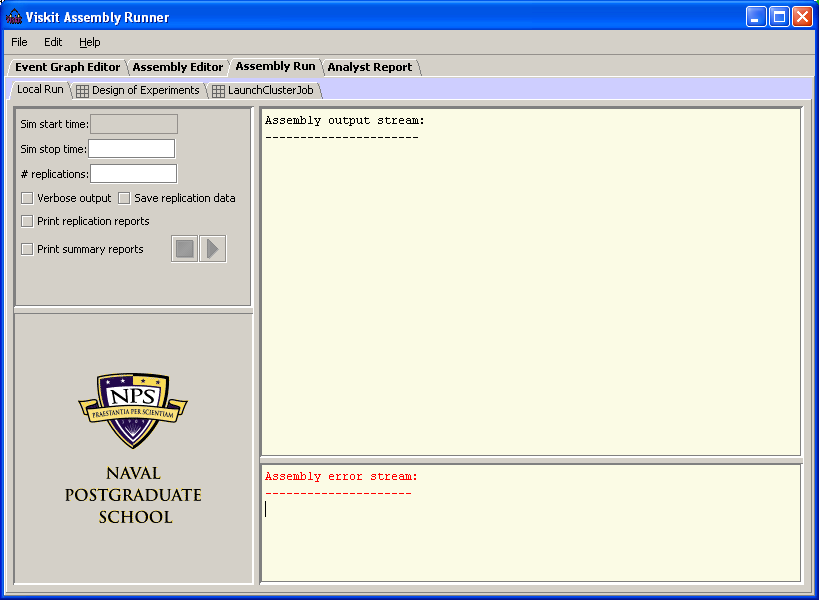 Viskit Assembly Runner
File Edit Help
Event Graph Editor Assembly Editor Assembly Run Analyst Report
Local Run Design of Experiments LaunchClusterJob
Sim start time:
Sim stop time:
# replications:
Verbose output Save replication data
Print replication reports
Print summary reports
NPS
PRAESTANTIA PER SCIENTIAM
1909
NAVAL
POSTGRADUATE
SCHOOL
Assembly output stream:
----------------------
Assembly error stream:
---------------------